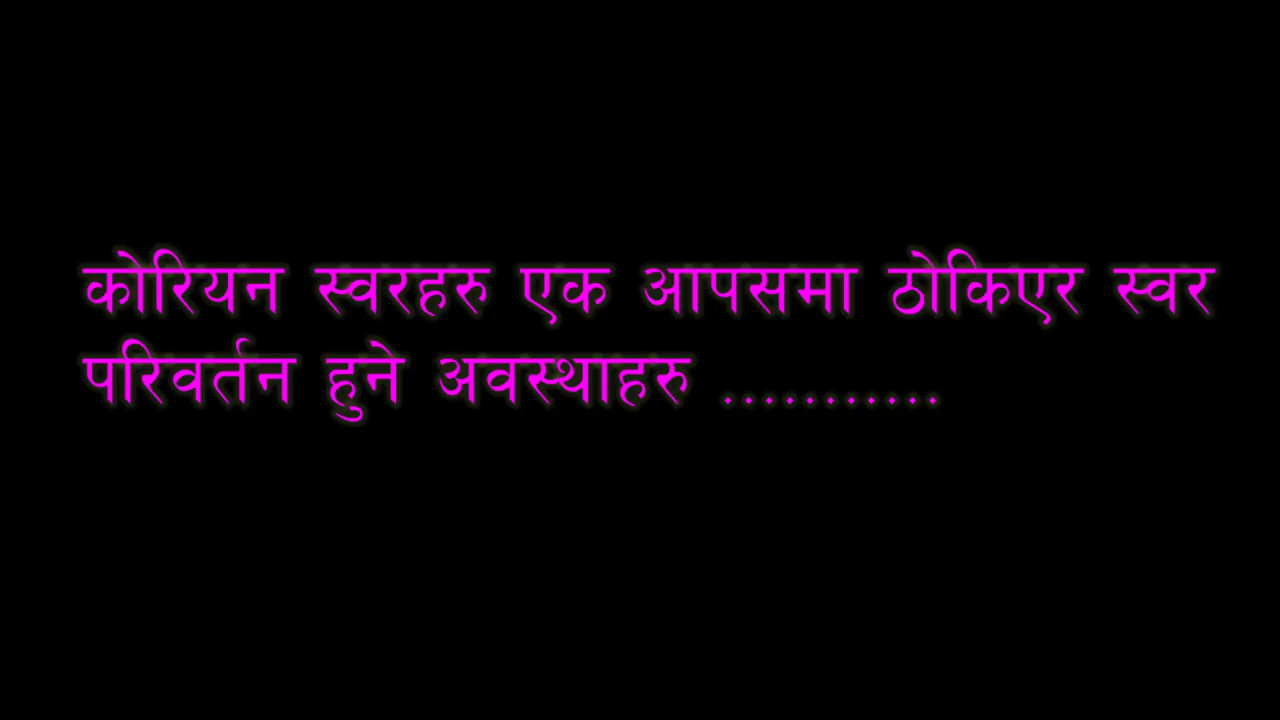 कोरियन स्वरहरु एक आपसमा ठोकिएर स्वर
परिवर्तन हुने अवस्थाहरु ...........